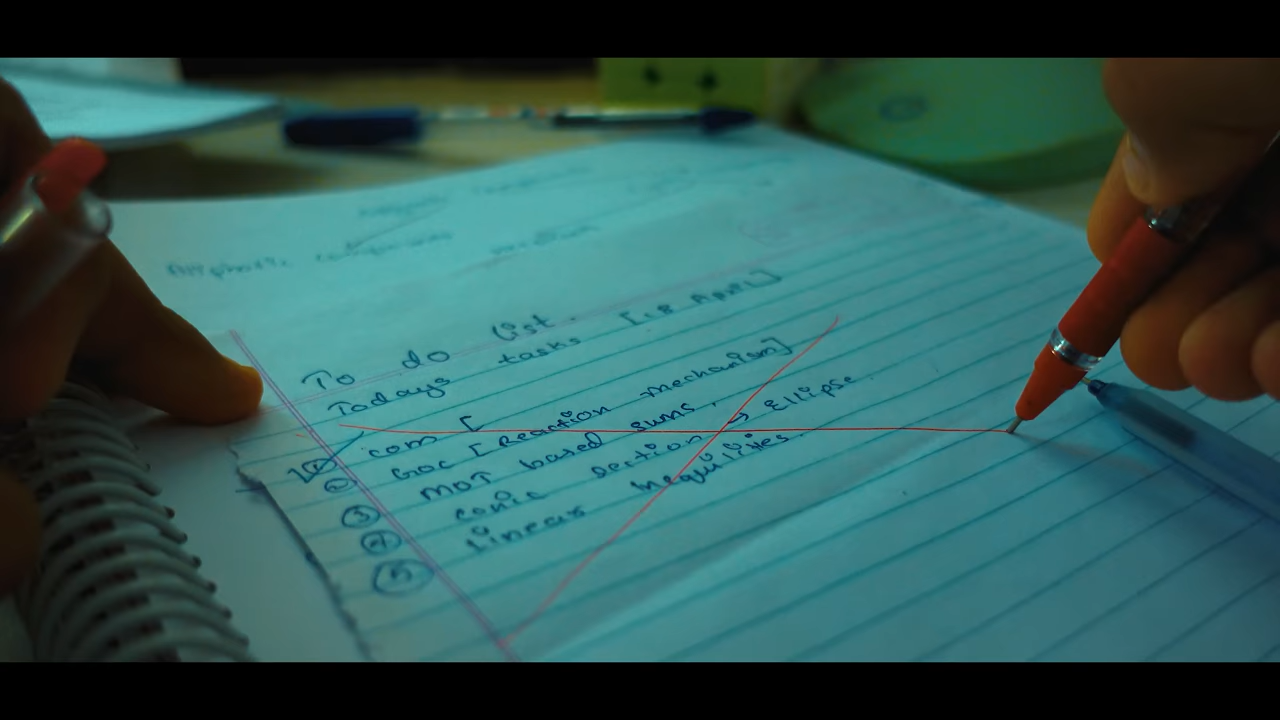 To do list.
Todays tasks [18 April]
① com [
② GOC [Reaction mechanism]
③ MOT based sums.
④ conic section → Ellipse
⑤ linear Inequlities.